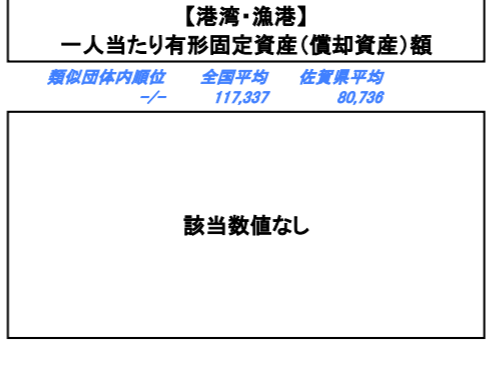 【港湾・漁港】
一人当たり有形固定資産(償却資産)額
類似団体内順位 全国平均 佐賀県平均
-/- 117,337 80,736
該当数値なし